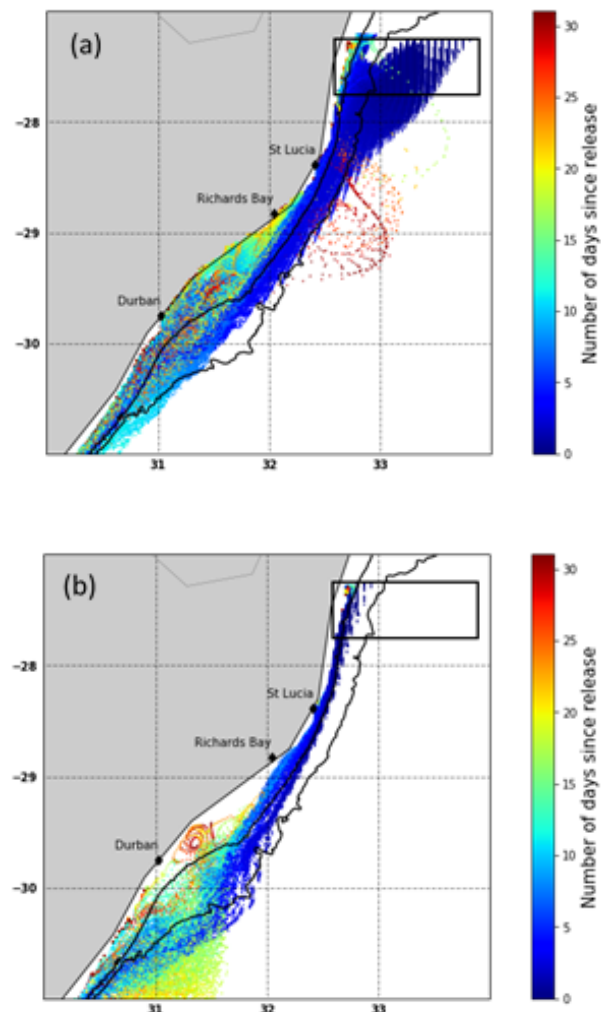 (a)
30
25
-28
St Lucia
20
Richards Bay
-29
15
Durban
10
-30
5
0
31 32 33
Number of days since release
(b)
30
25
-28
St Lucia
20
Richards Bay
-29
15
Durban
10
-30
5
0
31 32 33
Number of days since release